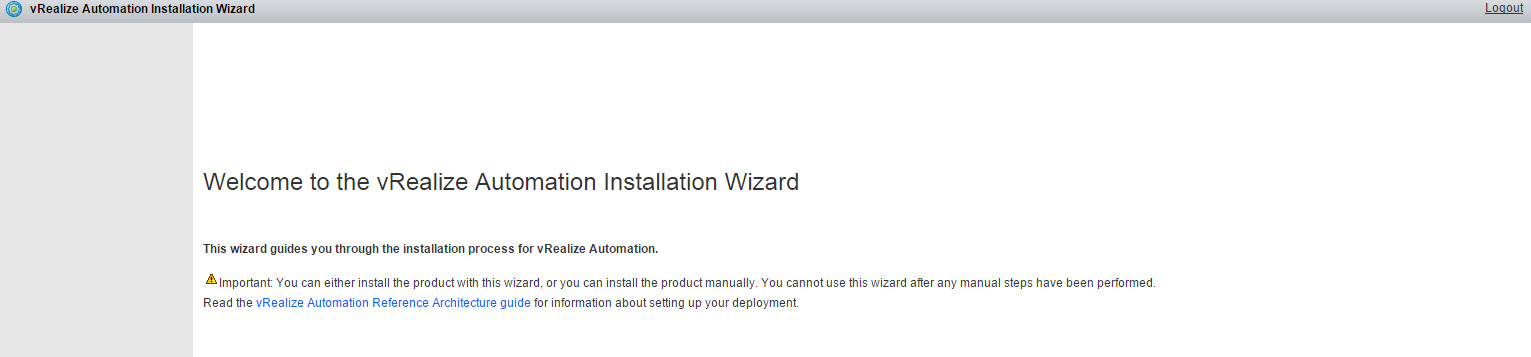 vRealize Automation Installation Wizard
Logout
Welcome to the vRealize Automation Installation Wizard
This wizard guides you through the installation process for vRealize Automation.
Important: You can either install the product with this wizard, or you can install the product manually. You cannot use this wizard after any manual steps have been performed.
Read the vRealize Automation Reference Architecture guide for information about setting up your deployment.